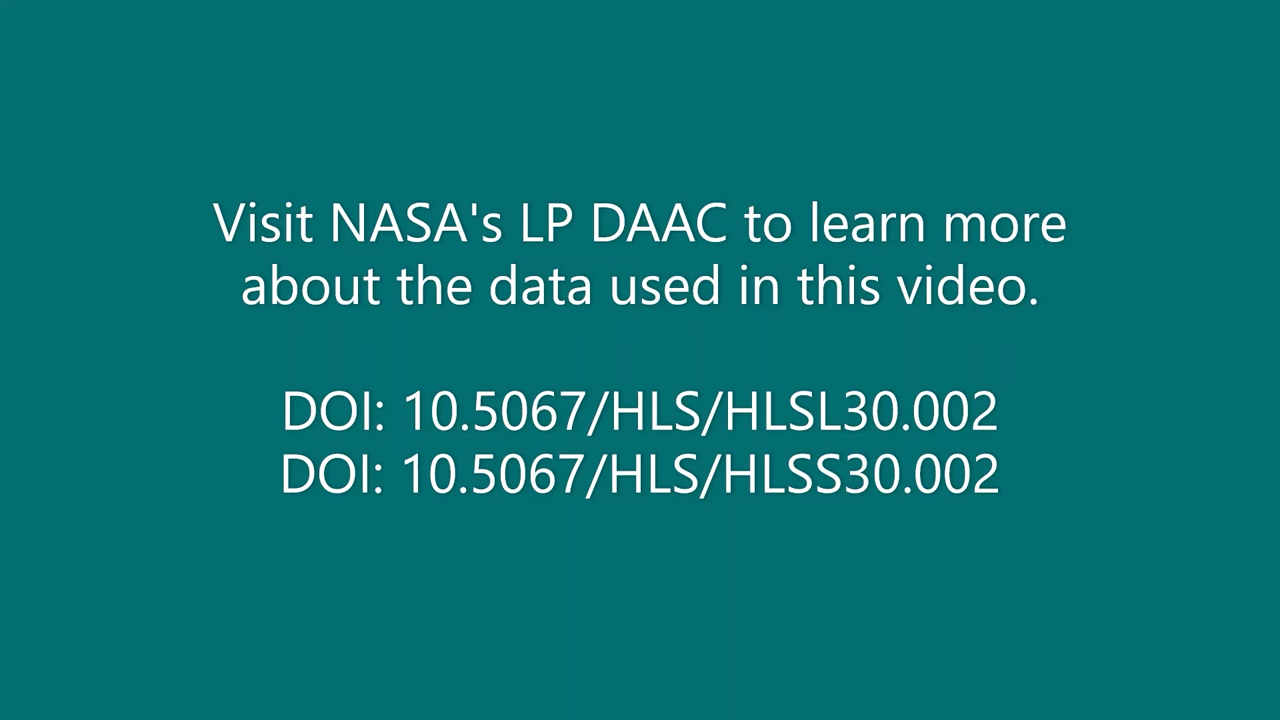 Visit NASA's LP DAAC to learn more
about the data used in this video.
DOI: 10.5067/HLS/HLSL30.002
DOI: 10.5067/HLS/HLSS30.002